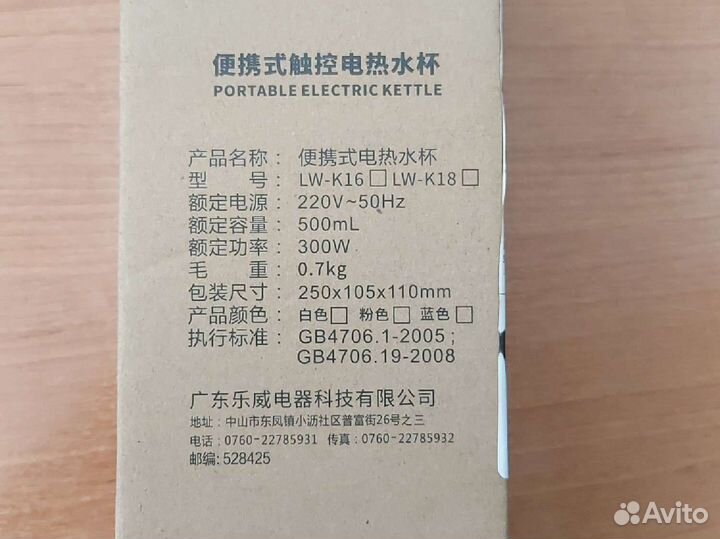 便携式触控电热水杯
PORTABLE ELECTRIC KETTLE
产品名称： 便携式电热水杯
型 号： LW-K16 □ LW-K18 □
额定电源： 220V~50Hz
额定容量： 500mL
额定功率： 300W
毛 重： 0.7kg
包装尺寸： 250x105x110mm
产品颜色： 白色□ 粉色□ 蓝色□
执行标准： GB4706.1-2005；
GB4706.19-2008
广东乐威电器科技有限公司
地址：中山市东凤镇小沥社区普富街26号之三
电话：0760-22785931 传真：0760-22785932
邮编：528425
Avito